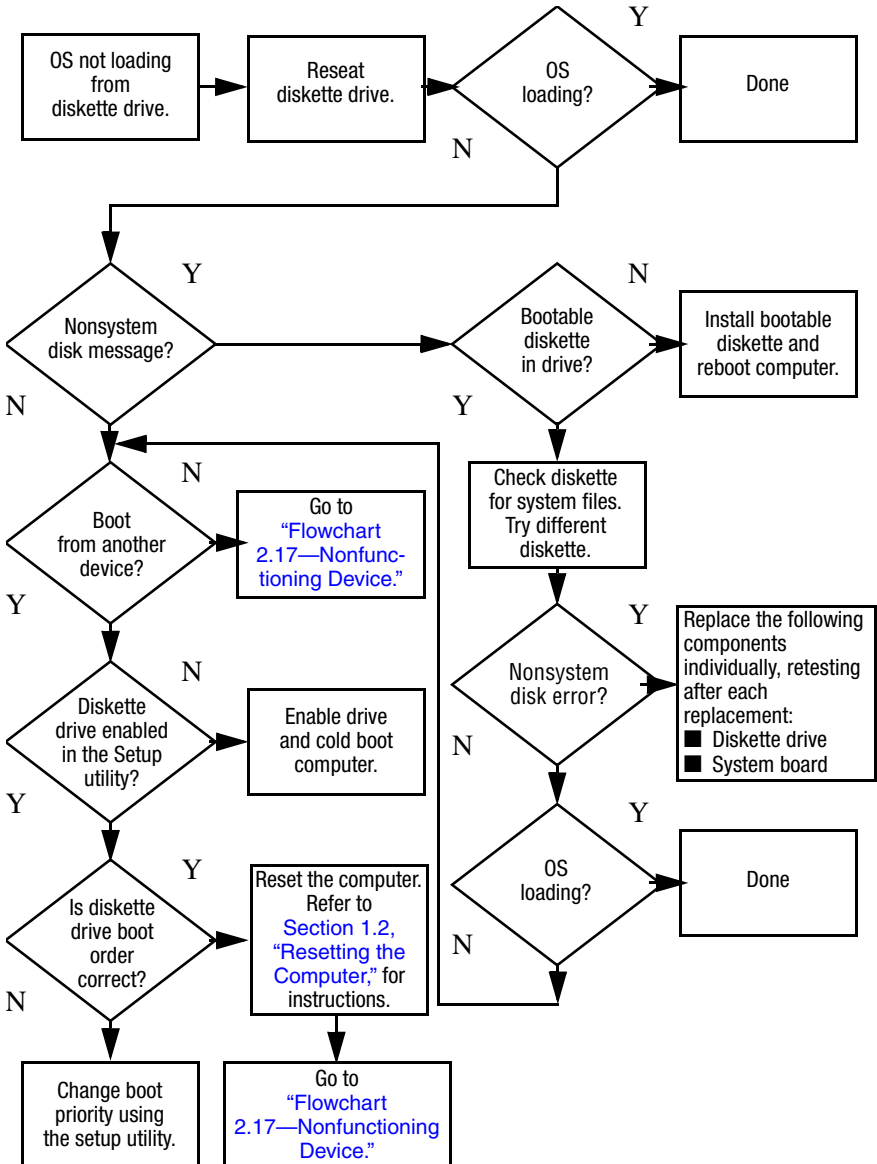 OS not loading
from
diskette drive.
Reseat
diskette drive.
OS
loading?
Y
Done
N
Nonsystem
disk message?
Y
Bootable
diskette
in drive?
N
Install bootable
diskette and
reboot computer.
N
Y
Boot
from another
device?
N
Go to
“Flowchart
2.17—Nonfunc-
tioning Device.”
Check diskette
for system files.
Try different
diskette.
Y
Diskette
drive enabled
in the Setup
utility?
N
Enable drive
and cold boot
computer.
Nonsystem
disk error?
Y
Replace the following
components
individually, retesting
after each
replacement:
■ Diskette drive
■ System board
N
Y
Is diskette
drive boot
order
correct?
Y
Reset the computer.
Refer to
Section 1.2,
“Resetting the
Computer,” for
instructions.
OS
loading?
Y
Done
N
N
Change boot
priority using
the setup utility.
Go to
“Flowchart
2.17—Nonfunctioning
Device.”